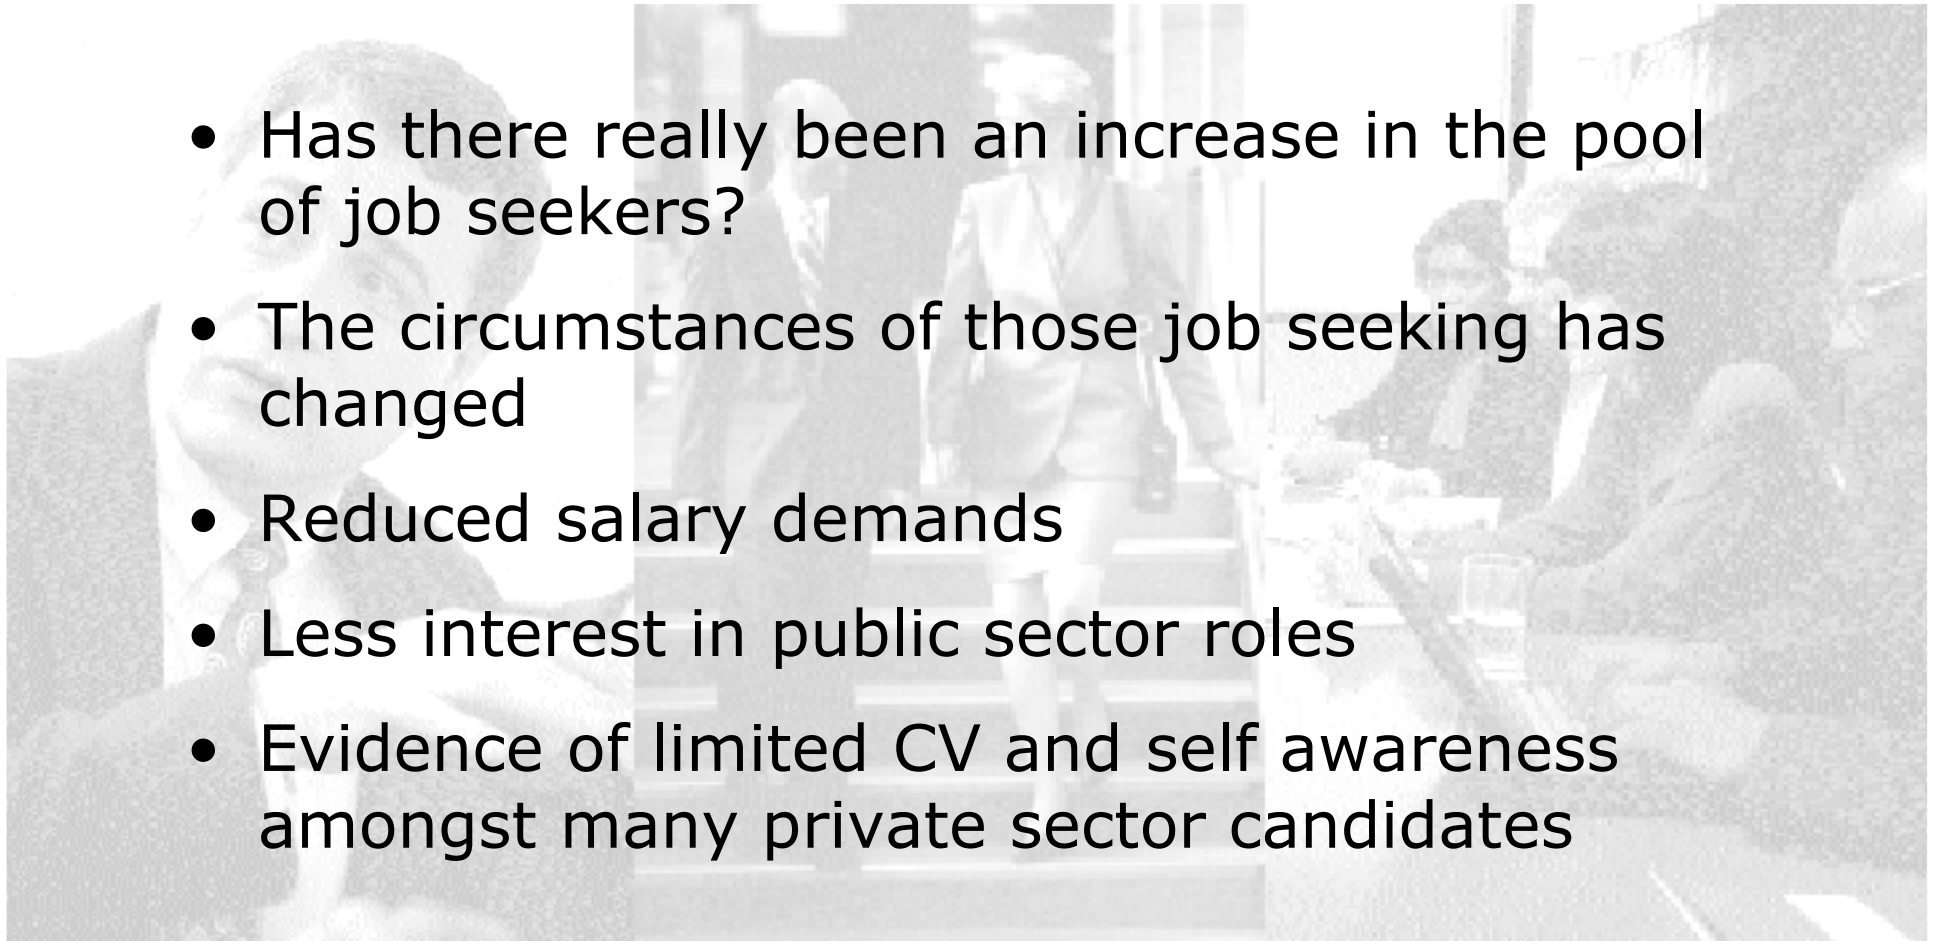 • Has there really been an increase in the pool
of job seekers?
• The circumstances of those job seeking has
changed
• Reduced salary demands
• Less interest in public sector roles
• Evidence of limited CV and self awareness
amongst many private sector candidates